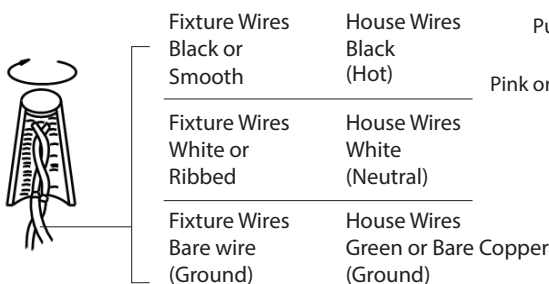 Fixture Wires House Wires
Black or Black
Smooth (Hot)
Fixture Wires House Wires
White or White
Ribbed (Neutral)
Fixture Wires House Wires
Bare wire Green or Bare Copper
(Ground) (Ground)
Pink